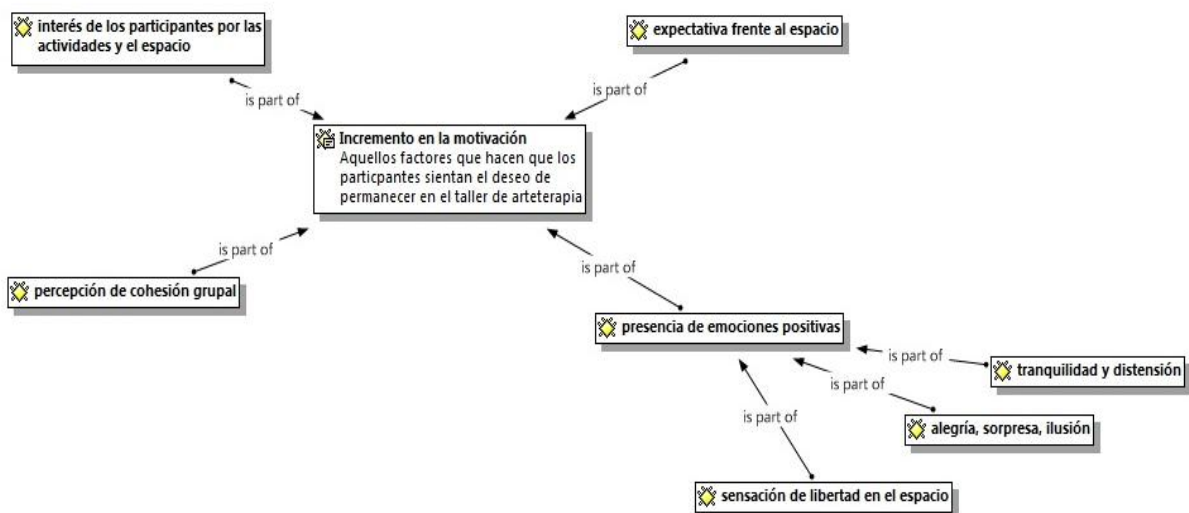 interés de los participantes por las
actividades y el espacio
expectativa frente al espacio
is part of
is part of
Incremento en la motivación
Aquellos factores que hacen que los
particpantes sientan el deseo de
permanecer en el taller de arteterapia
is part of
percepción de cohesión grupal
is part of
presencia de emociones positivas
is part of
tranquilidad y distensión
is part of
alegría, sorpresa, ilusión
is part of
sensación de libertad en el espacio